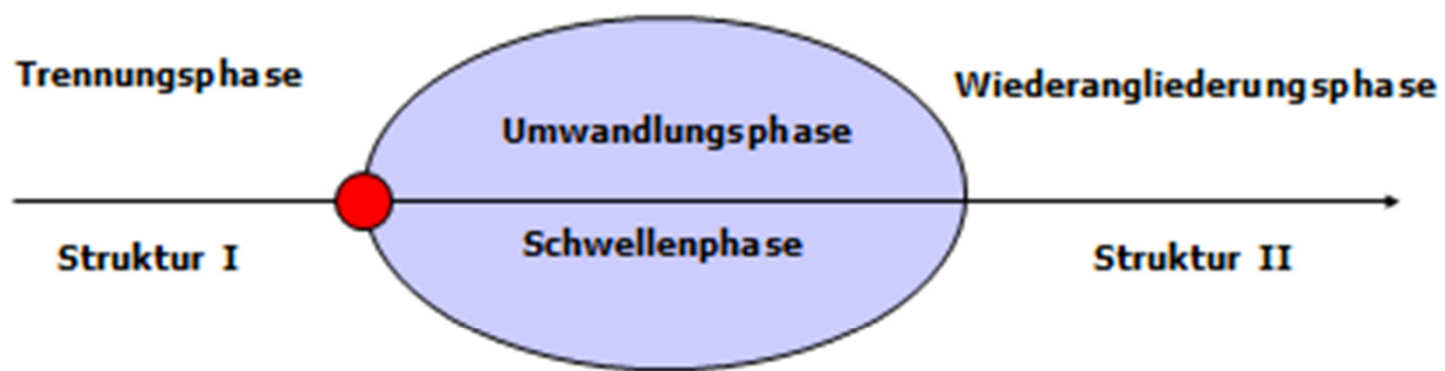 Trennungsphase
Wiederangliederungsphase
Umwandlungsphase
Schwellenphase
Struktur I
Struktur II